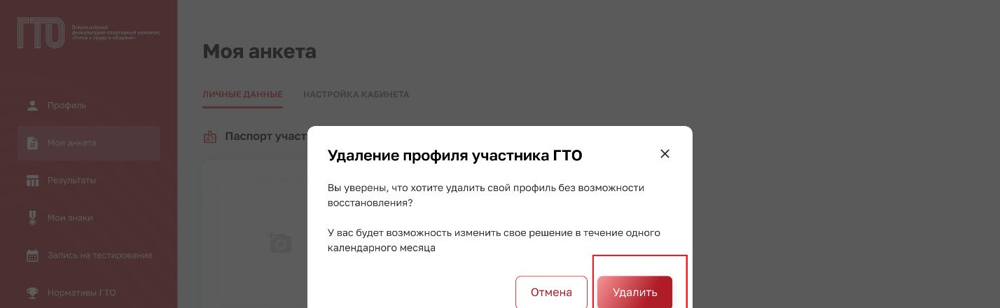 ГТО
Всероссийский
физкультурно-спортивный комплекс
«Готов к труду и обороне»
Моя анкета
ЛИЧНЫЕ ДАННЫЕ
НАСТРОЙКА КАБИНЕТА
Профиль
Моя анкета
Результаты
Мои знаки
Запись на тестирование
Нормативы ГТО
Паспорт участ
Удаление профиля участника ГТО
Вы уверены, что хотите удалить свой профиль без возможности
восстановления?
У вас будет возможность изменить свое решение в течение одного
календарного месяца
Отмена
Удалить